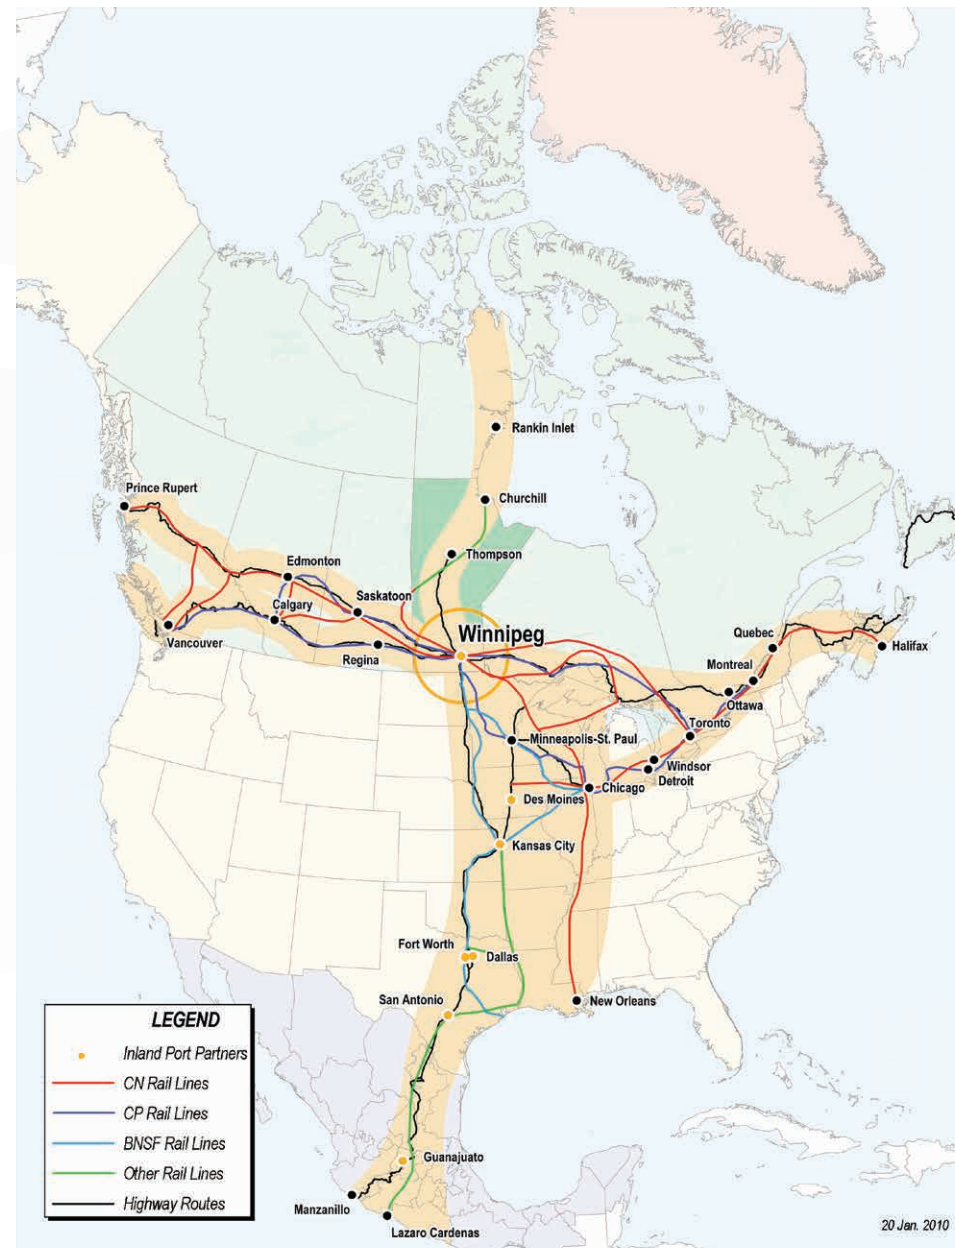 Rankin Inlet
Churchill
Prince Rupert
Thompson
Edmonton
Saskatoon
Calgary
Winnipeg
Vancouver
Regina
Quebec
Halifax
Montreal
Ottawa
Toronto
Minneapolis-St. Paul
Windsor
Detroit
Chicago
Des Moines
Kansas City
Fort Worth
Dallas
San Antonio
New Orleans
LEGEND
Inland Port Partners
CN Rail Lines
CP Rail Lines
BNSF Rail Lines
Other Rail Lines
Highway Routes
Guanajuato
Manzanillo
Lazaro Cardenas
20 Jan. 2010